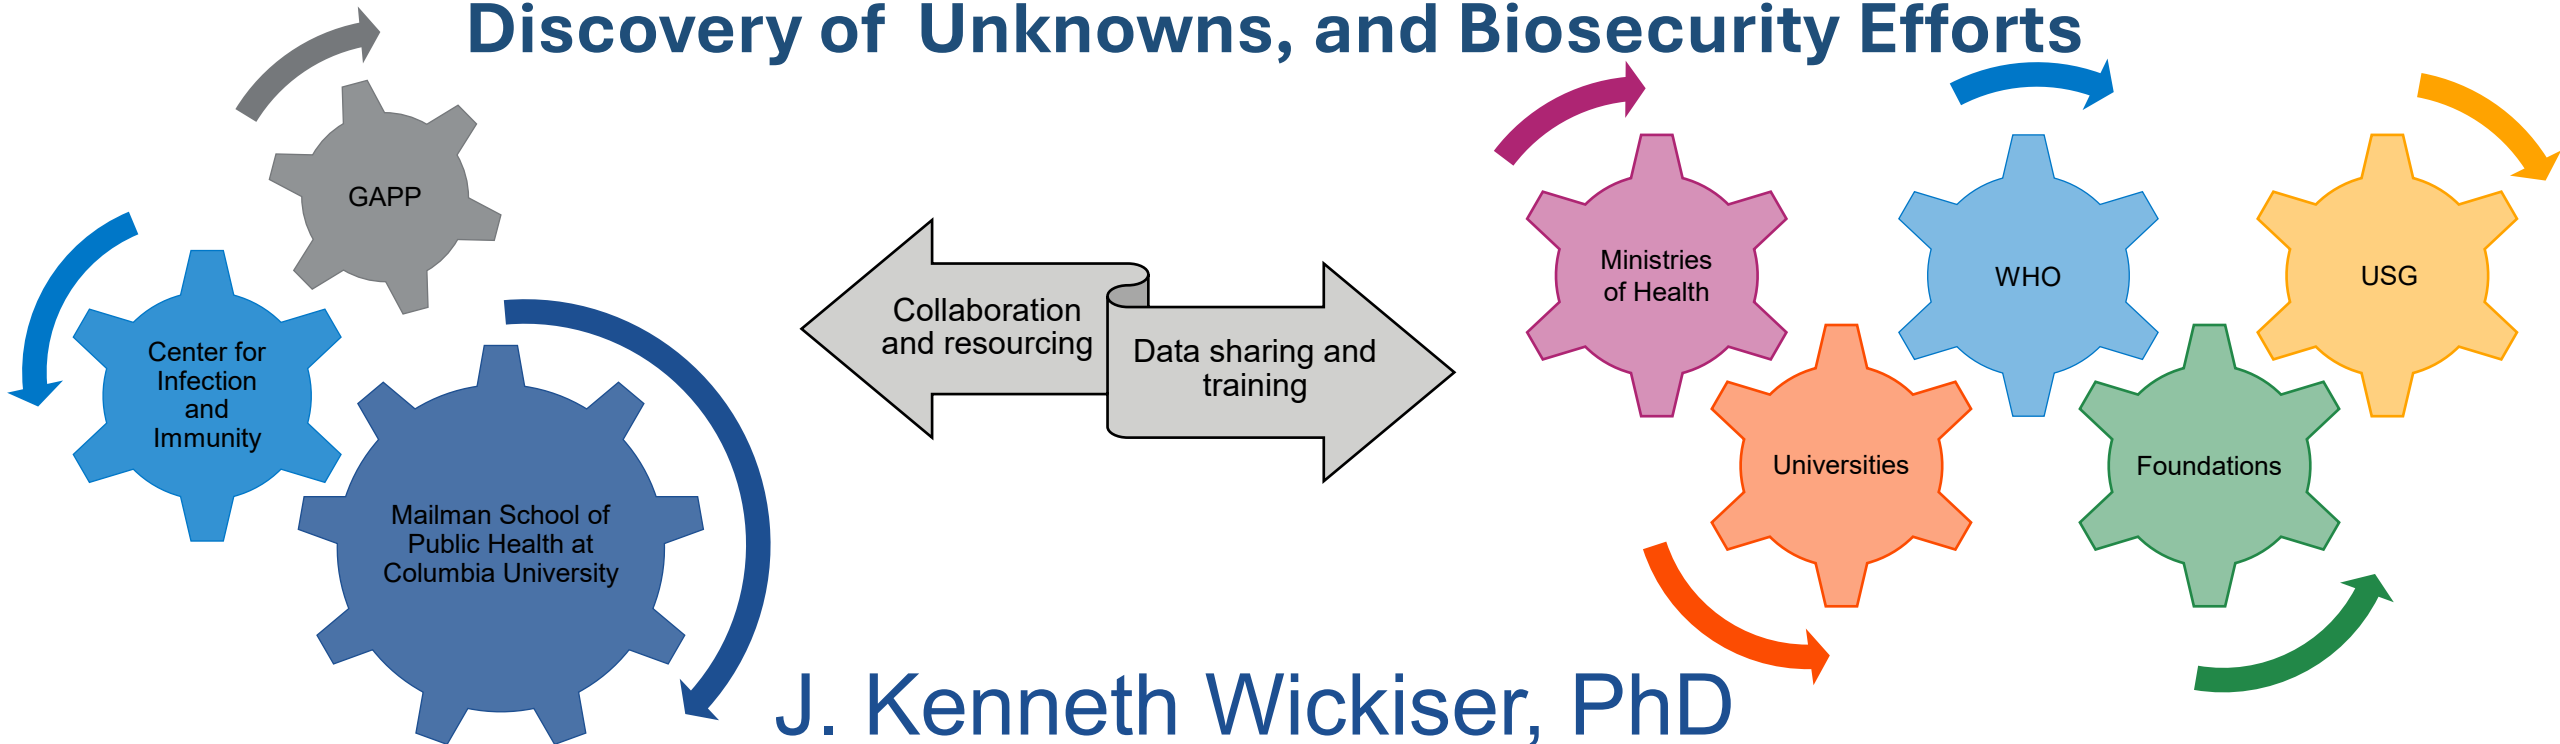 Discovery of Unknowns, and Biosecurity Efforts
GAPP
Center for
Infection
and
Immunity
Mailman School of
Public Health at
Columbia University
Collaboration
and resourcing
Data sharing and
training
Ministries
of Health
WHO
USG
Universities
Foundations
J. Kenneth Wickiser, PhD